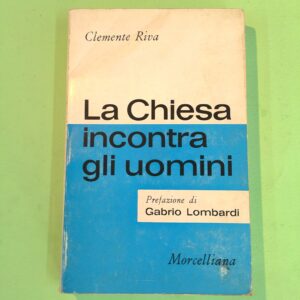 Clemente Riva
La Chiesa
incontra
gli uomini
Prefazione di
Gabrio Lombardi
Morcelliana